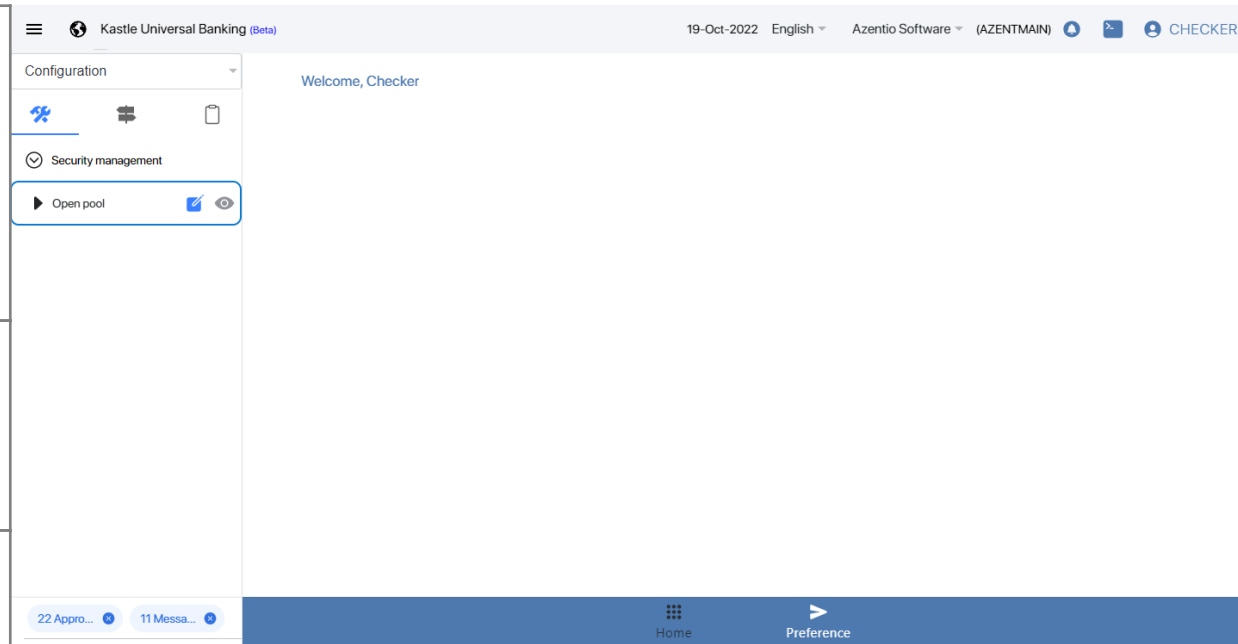 Kastle Universal Banking (Beta) 19-Oct-2022 English Azentio Software (AZENTMAIN) CHECKER
Configuration
Welcome, Checker
Security management
Open pool
22 Appro... 11 Messa...
Home Preference